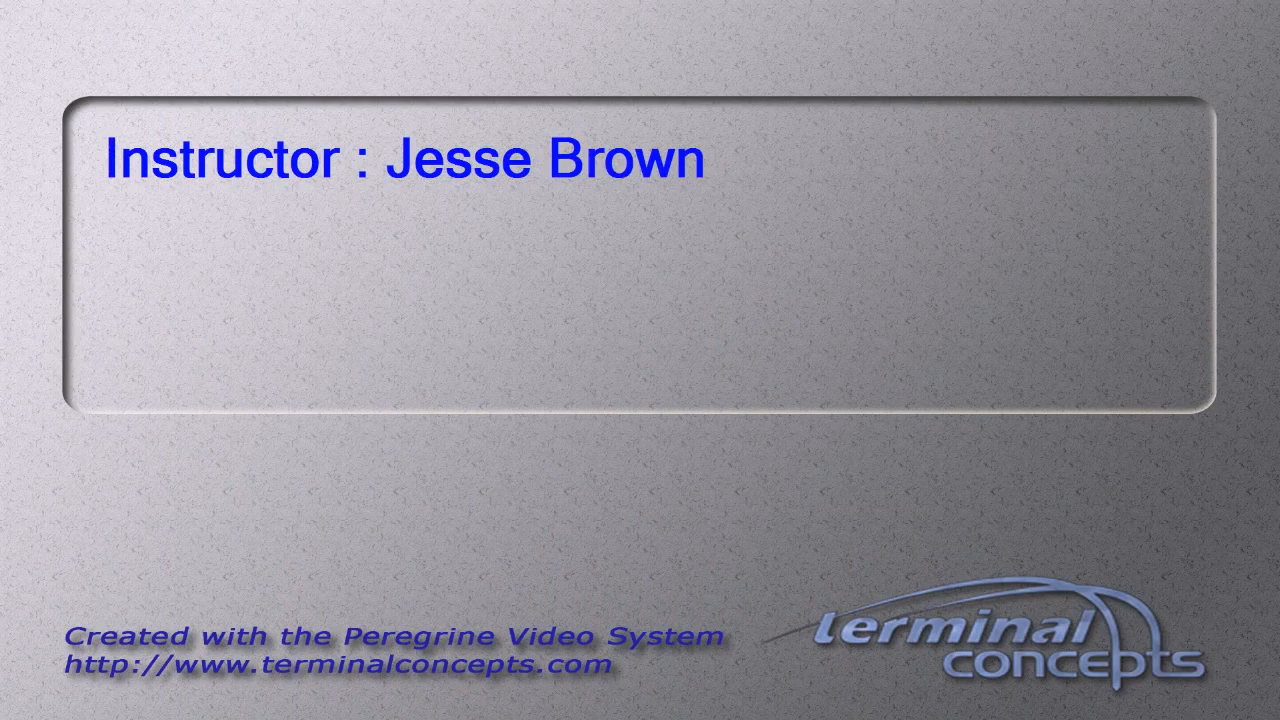 Instructor : Jesse Brown
Created with the Peregrine Video System
http://www.terminalconcepts.com
terminal
concepts